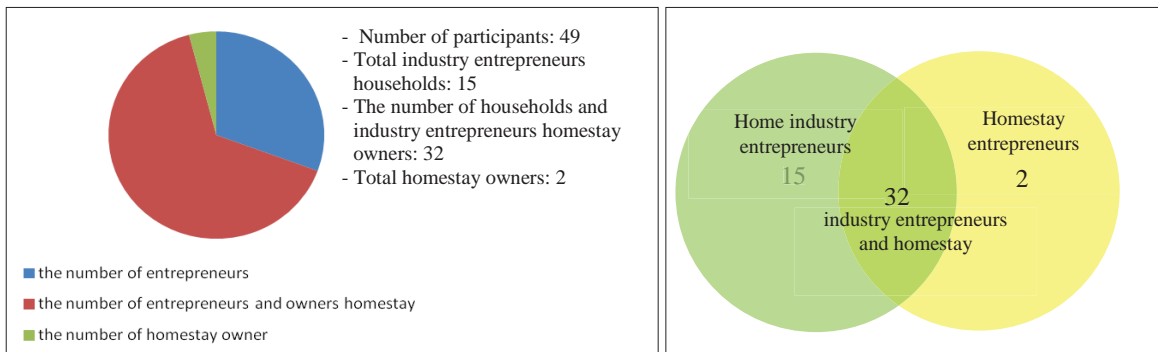 - Number of participants: 49
- Total industry entrepreneurs
households: 15
- The number of households and
industry entrepreneurs homestay
owners: 32
- Total homestay owners: 2
the number of entrepreneurs
the number of entrepreneurs and owners homestay
the number of homestay owner
Home industry
entrepreneurs
15
Homestay
entrepreneurs
2
32
industry entrepreneurs
and homestay